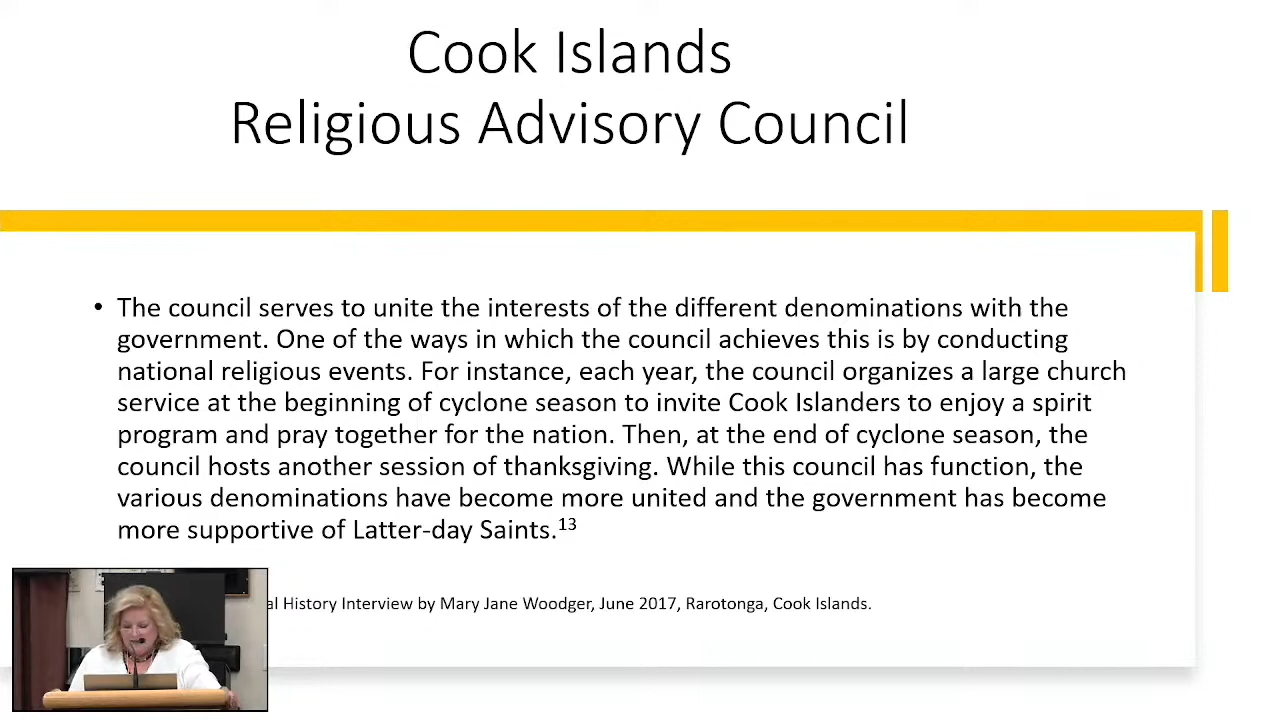 Cook Islands
Religious Advisory Council
• The council serves to unite the interests of the different denominations with the
government. One of the ways in which the council achieves this is by conducting
national religious events. For instance, each year, the council organizes a large church
service at the beginning of cyclone season to invite Cook Islanders to enjoy a spirit
program and pray together for the nation. Then, at the end of cyclone season, the
council hosts another session of thanksgiving. While this council has function, the
various denominations have become more united and the government has become
more supportive of Latter-day Saints.¹³
History Interview by Mary Jane Woodger, June 2017, Rarotonga, Cook Islands.